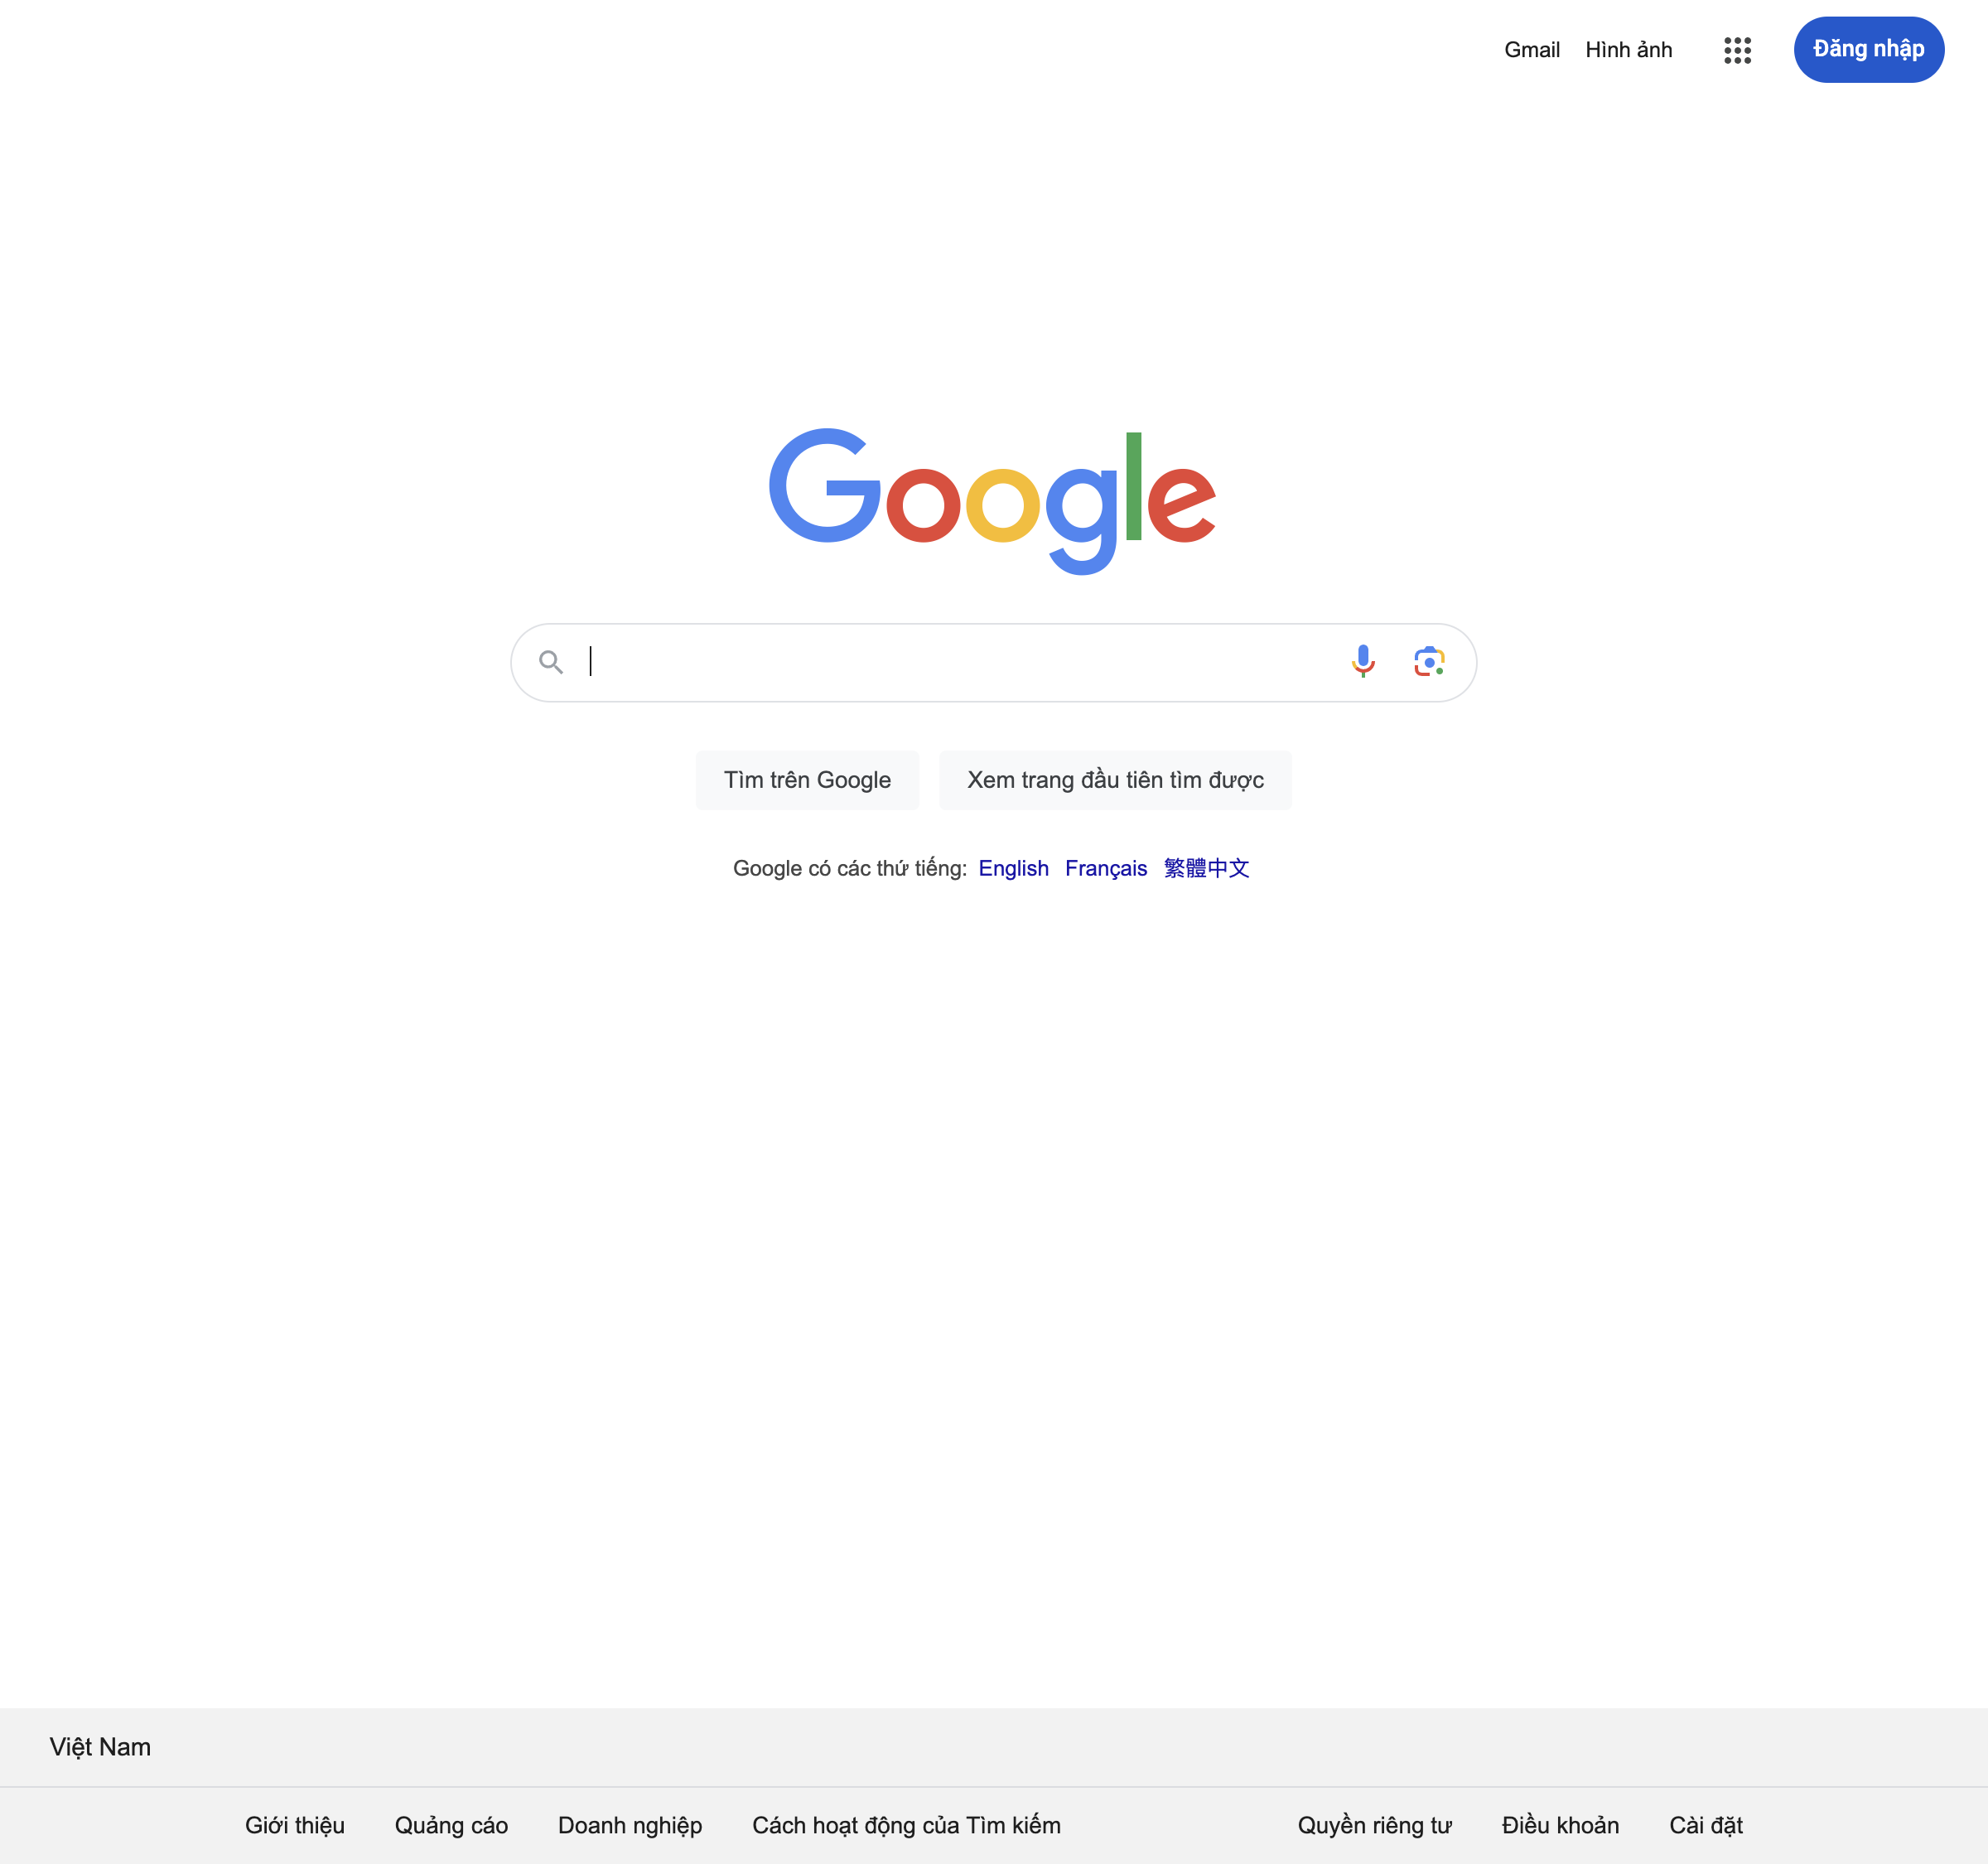 Gmail Hình ảnh Đăng nhập
Google
Tìm trên Google Xem trang đầu tiên tìm được
Google có các thứ tiếng: English Français 繁體中文
Việt Nam
Giới thiệu Quảng cáo Doanh nghiệp Cách hoạt động của Tìm kiếm Quyền riêng tư Điều khoản Cài đặt